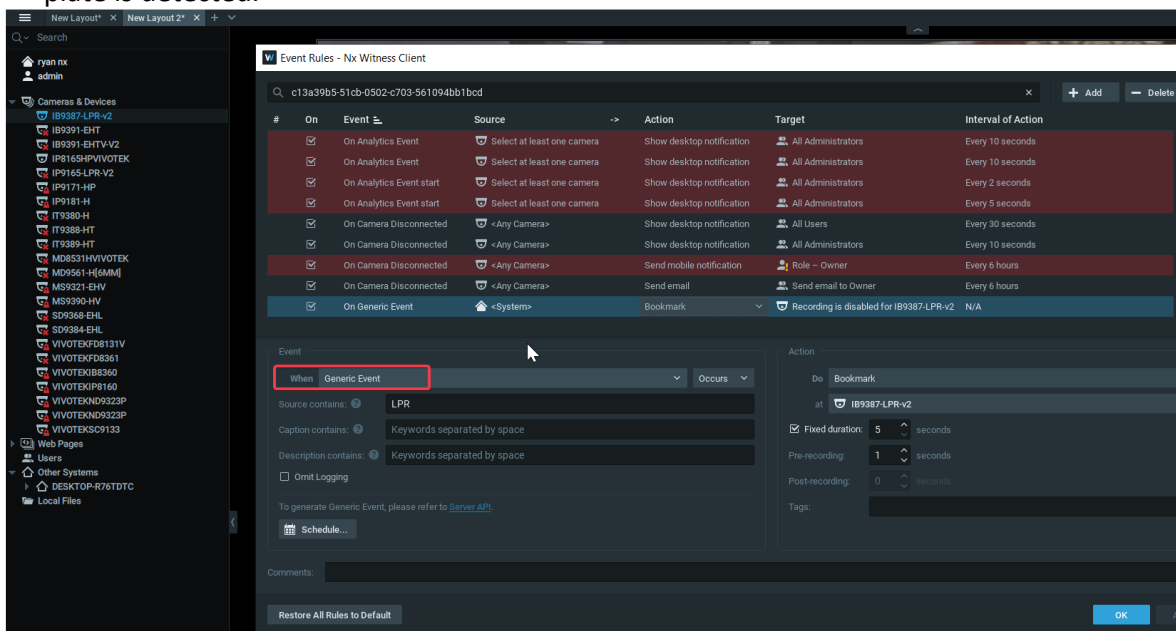 plate is detected.
New Layout* × New Layout 2* × +
Search
ryan nx
admin
Cameras & Devices
IB9387-LPR-v2
IB9391-EHT
IB9391-EHTV-V2
IP8165HPVIVOTEK
IP9165-LPR-V2
IP9171-HP
IP9181-H
IT9380-H
IT9388-HT
IT9389-HT
MD8531HVIVOTEK
MD9561-H[6MM]
MS9321-EHV
MS9390-HV
SD9368-EHL
SD9384-EHL
VIVOTEKFD8131V
VIVOTEKFD8361
VIVOTEKIB8360
VIVOTEKIP8160
VIVOTEKND9323P
VIVOTEKND9323P
VIVOTEKSC9133
Web Pages
Users
Other Systems
DESKTOP-R76TDTC
Local Files
W Event Rules - Nx Witness Client
c13a39b5-51cb-0502-c703-561094bb1bcd × + Add − Delete
# On Event Source -> Action Target Interval of Action
On Analytics Event Select at least one camera Show desktop notification All Administrators Every 10 seconds
On Analytics Event Select at least one camera Show desktop notification All Administrators Every 10 seconds
On Analytics Event start Select at least one camera Show desktop notification All Administrators Every 2 seconds
On Analytics Event start Select at least one camera Show desktop notification All Administrators Every 5 seconds
On Camera Disconnected <Any Camera> Show desktop notification All Users Every 30 seconds
On Camera Disconnected <Any Camera> Show desktop notification All Administrators Every 10 seconds
On Camera Disconnected <Any Camera> Send mobile notification Role – Owner Every 6 hours
On Camera Disconnected <Any Camera> Send email Send email to Owner Every 6 hours
On Generic Event <System> Bookmark Recording is disabled for IB9387-LPR-v2 N/A
Event
When Generic Event Occurs
Source contains: ? LPR
Caption contains: ? Keywords separated by space
Description contains: ? Keywords separated by space
Omit Logging
To generate Generic Event, please refer to Server API.
Schedule...
Action
Do Bookmark
at IB9387-LPR-v2
Fixed duration: 5 seconds
Pre-recording: 1 seconds
Post-recording: 0 seconds
Tags:
Comments:
Restore All Rules to Default OK